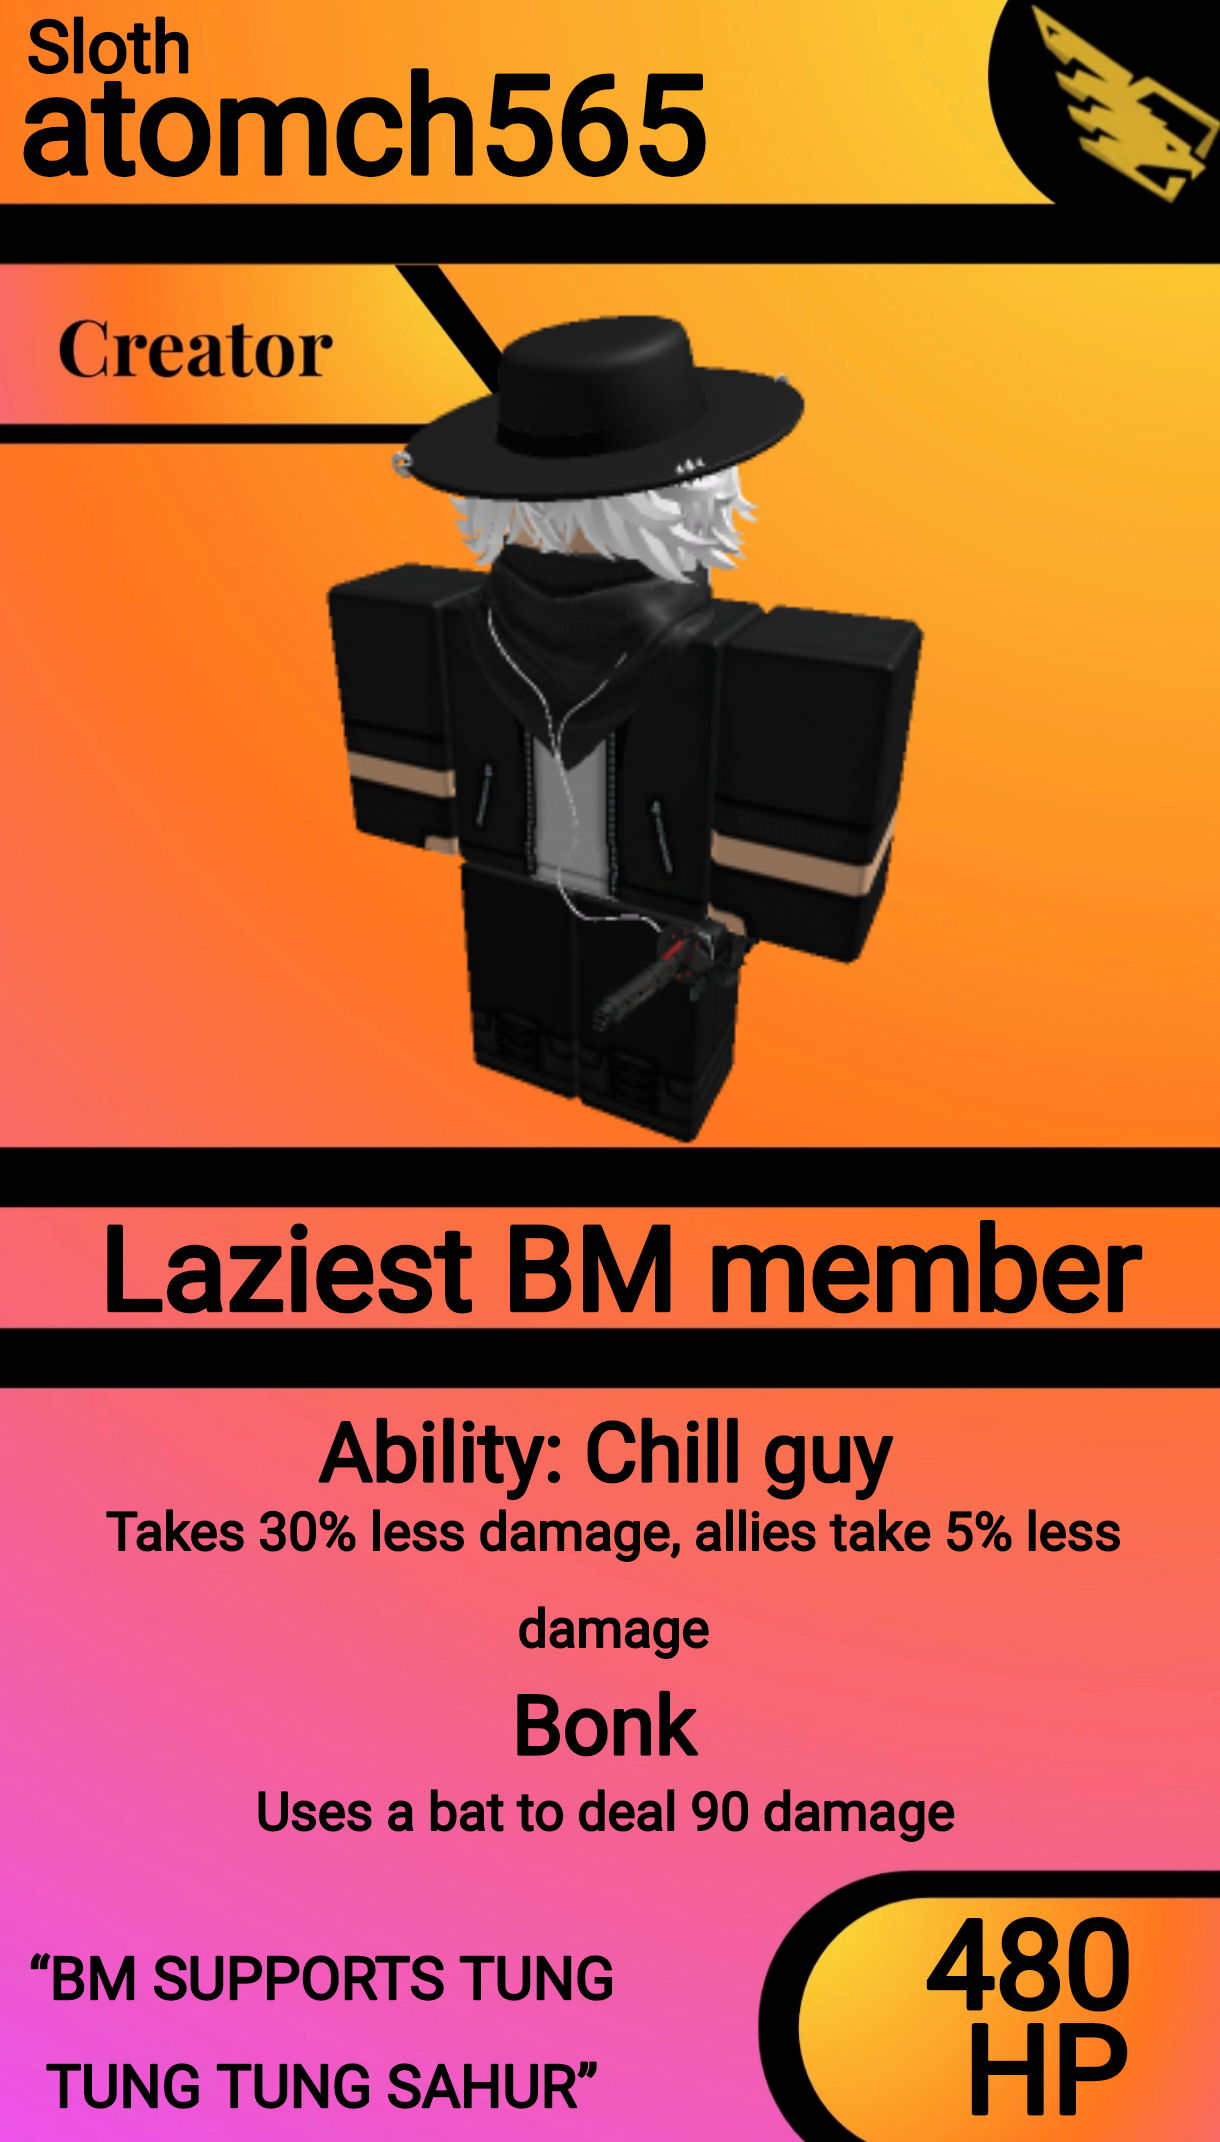 Sloth
atomch565
Creator
Laziest BM member
Ability: Chill guy
Takes 30% less damage, allies take 5% less
damage
Bonk
Uses a bat to deal 90 damage
“BM SUPPORTS TUNG
TUNG TUNG SAHUR”
480
HP